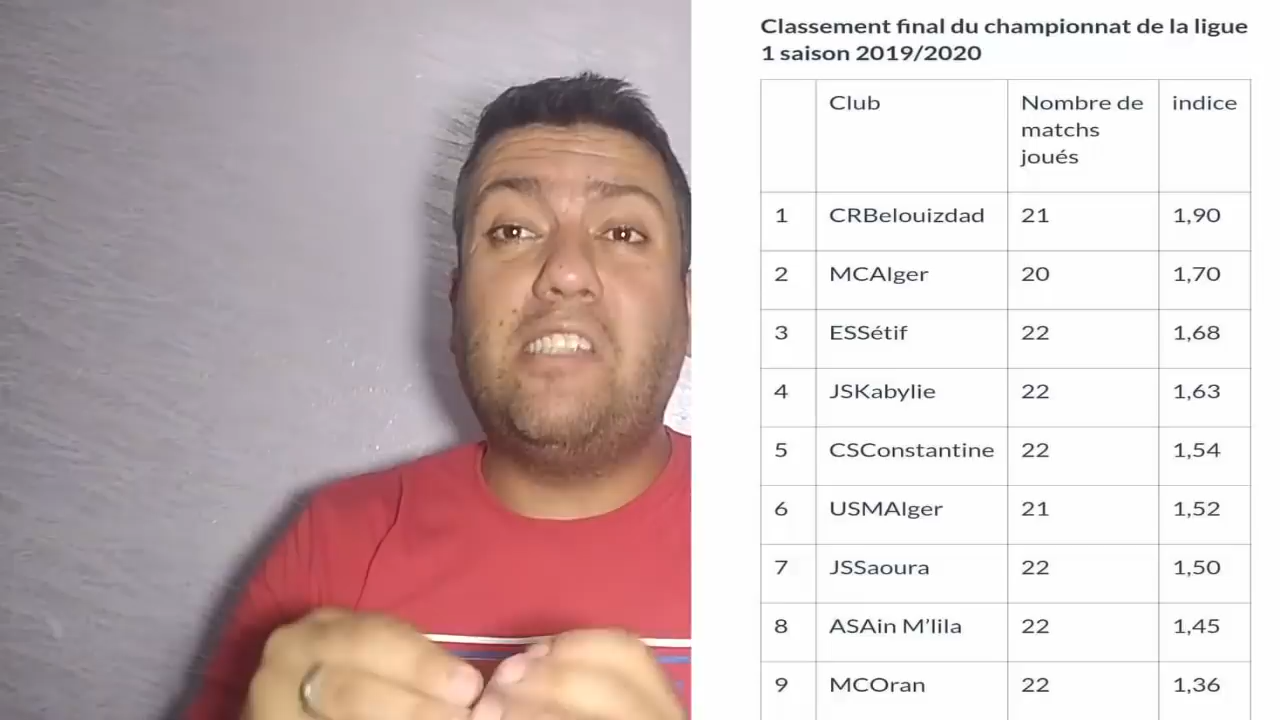 Classement final du championnat de la ligue
1 saison 2019/2020
Club Nombre de matchs joués indice
1 CRBelouizdad 21 1,90
2 MCAlger 20 1,70
3 ESSétif 22 1,68
4 JSKabylie 22 1,63
5 CSConstantine 22 1,54
6 USMAlger 21 1,52
7 JSSaoura 22 1,50
8 ASAin M’lila 22 1,45
9 MCOran 22 1,36